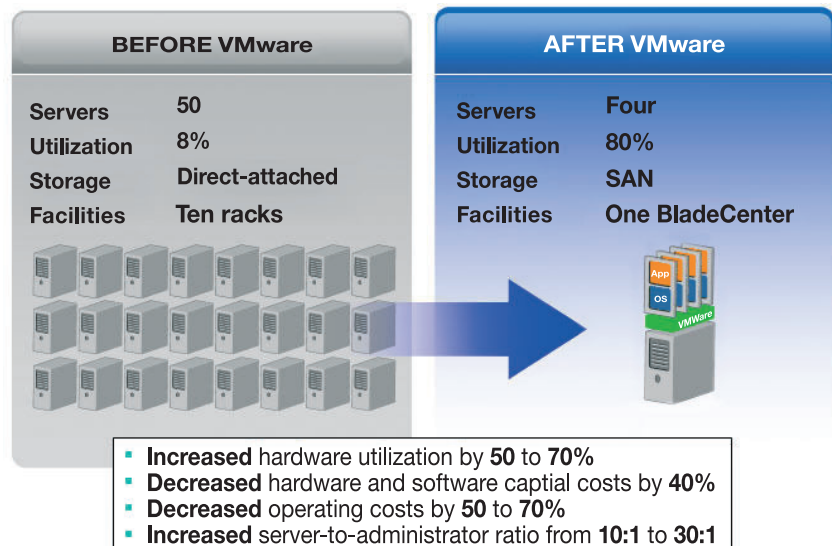 BEFORE VMware
Servers 50
Utilization 8%
Storage Direct-attached
Facilities Ten racks
AFTER VMware
Servers Four
Utilization 80%
Storage SAN
Facilities One BladeCenter
App
OS
VMWare
▪ Increased hardware utilization by 50 to 70%
▪ Decreased hardware and software captial costs by 40%
▪ Decreased operating costs by 50 to 70%
▪ Increased server-to-administrator ratio from 10:1 to 30:1